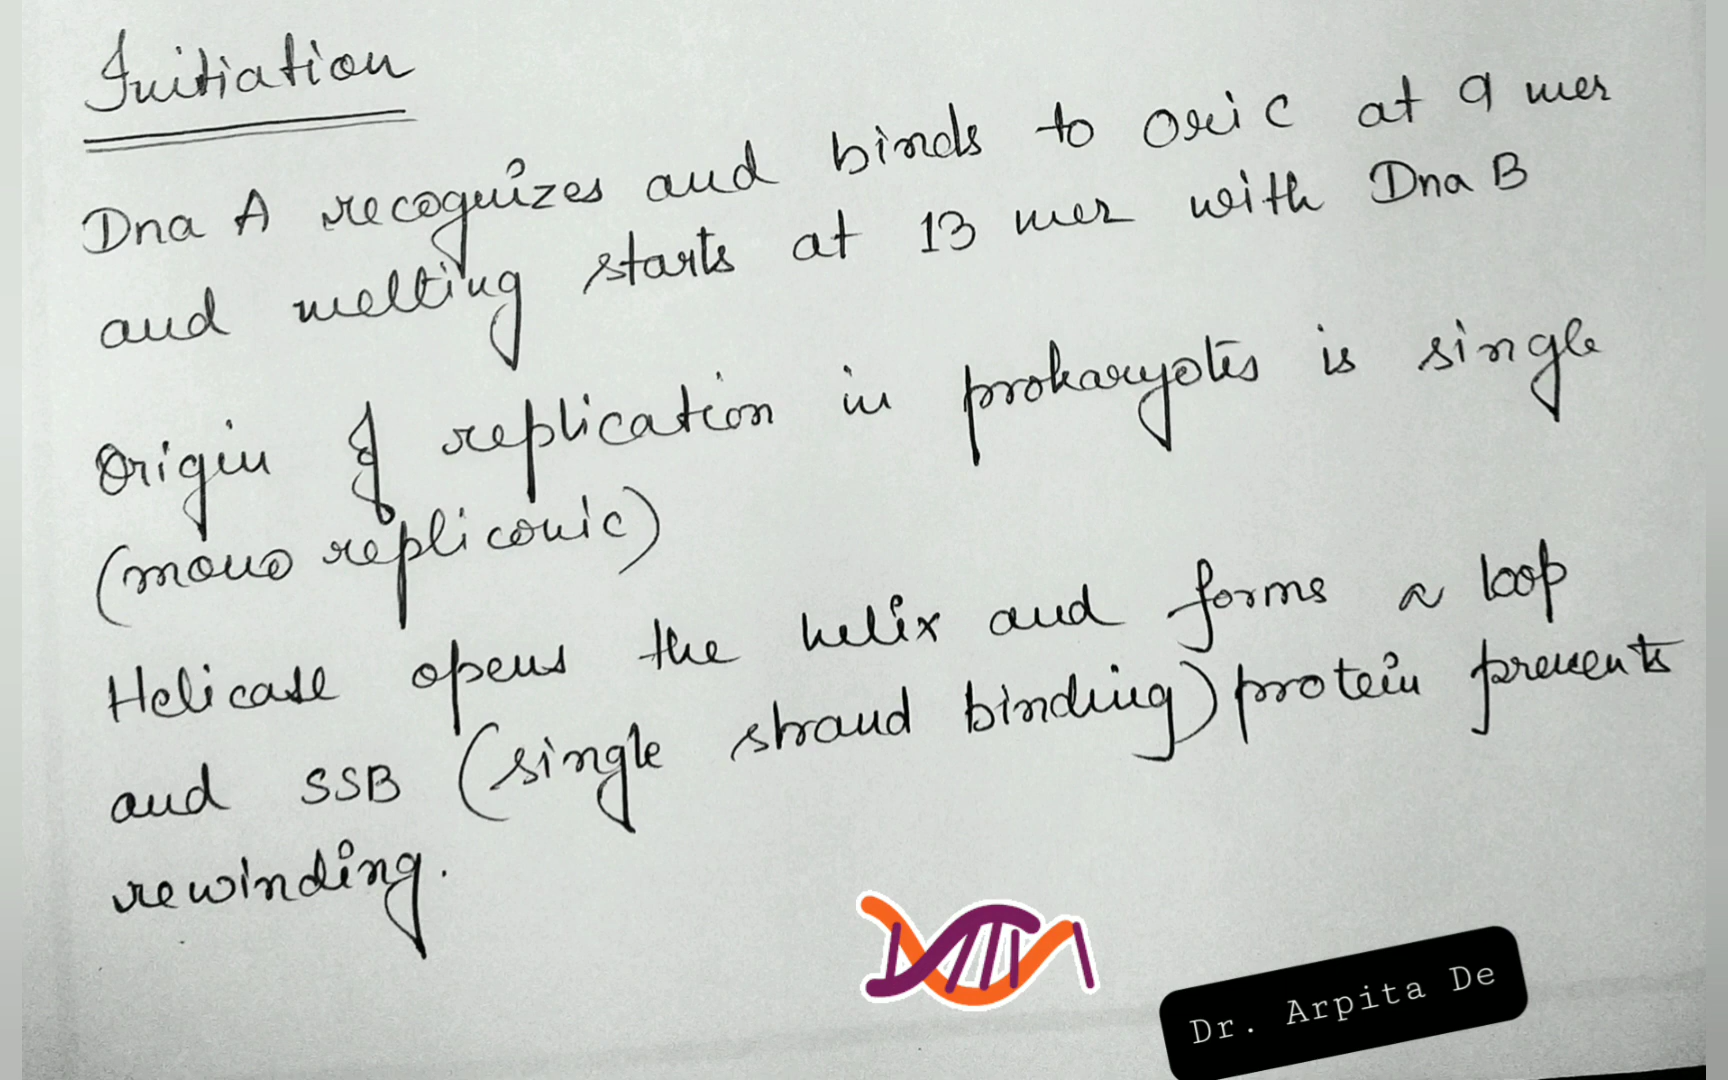 Initiation
Dna A recognizes and binds to Ori C at 9 mer
and melting starts at 13 mer with Dna B
Origin of replication in prokaryotes is single
(mono repliconic)
Helicase opens the helix and forms a loop
and SSB (single strand binding) protein prevents
rewinding.
Dr. Arpita De